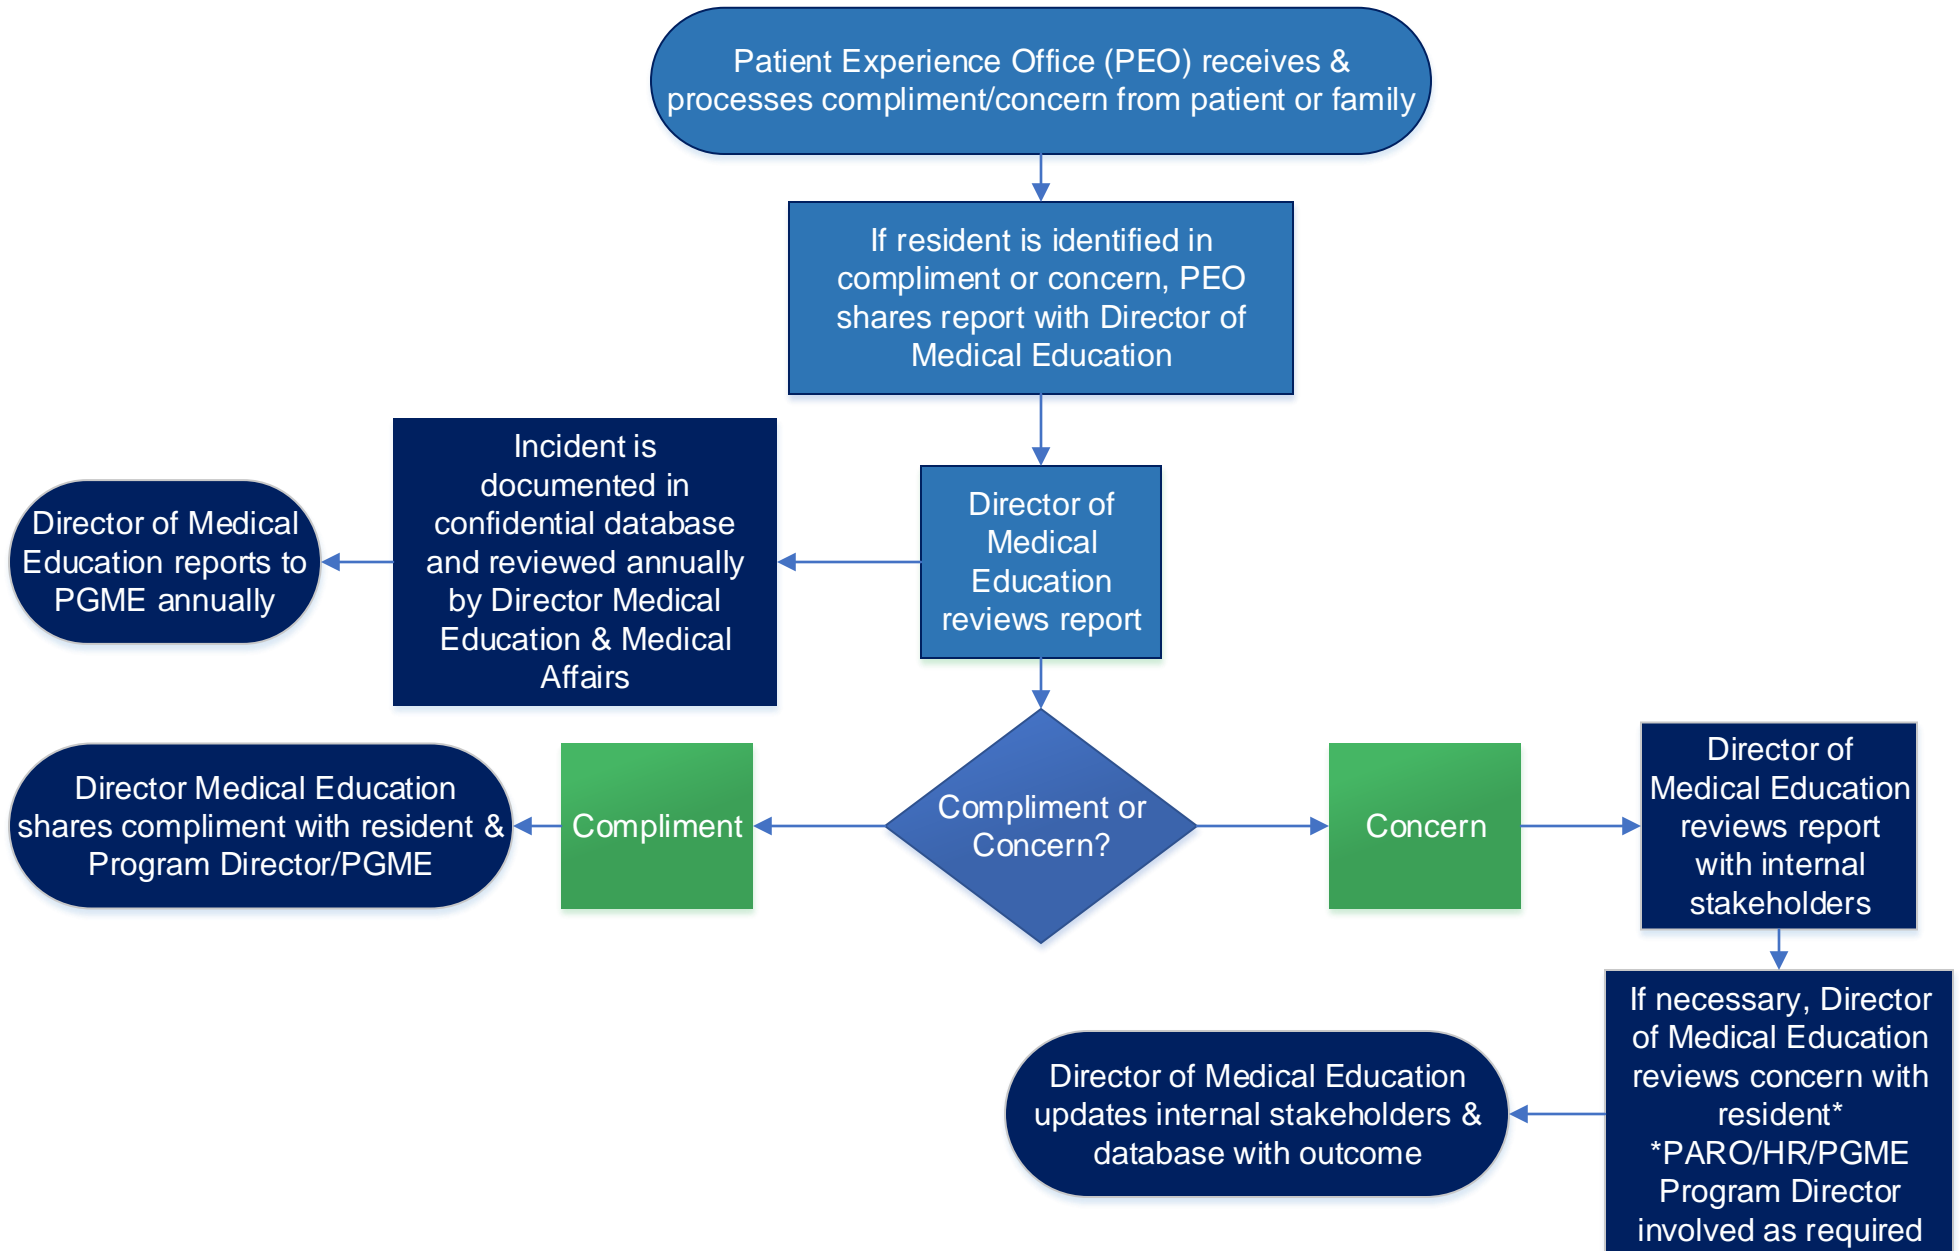 Patient Experience Office (PEO) receives &
processes compliment/concern from patient or family
If resident is identified in
compliment or concern, PEO
shares report with Director of
Medical Education
Incident is
documented in
confidential database
and reviewed annually
by Director Medical
Education & Medical
Affairs
Director of Medical
Education reports to
PGME annually
Director of
Medical
Education
reviews report
Director Medical Education
shares compliment with resident &
Program Director/PGME
Compliment
Compliment or
Concern?
Concern
Director of
Medical Education
reviews report
with internal
stakeholders
If necessary, Director
of Medical Education
reviews concern with
resident*
*PARO/HR/PGME
Program Director
involved as required
Director of Medical Education
updates internal stakeholders &
database with outcome